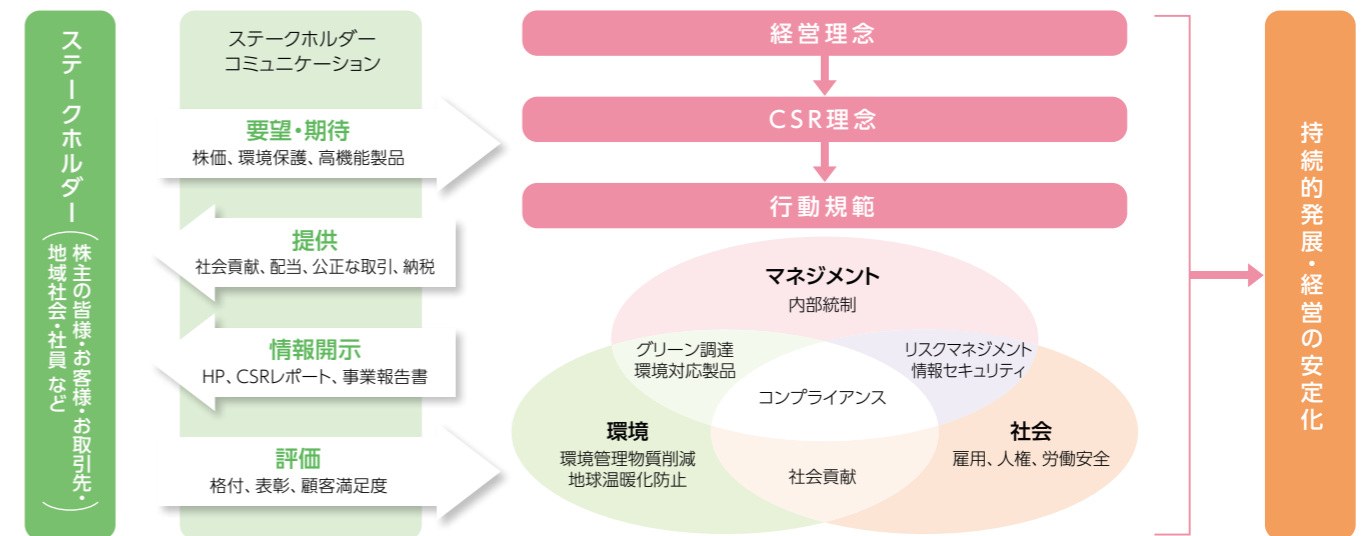 ステークホルダー
株主の皆様・お客様・お取引先・
地域社会・社員 など
ステークホルダー
コミュニケーション
要望・期待
株価、環境保護、高機能製品
提供
社会貢献、配当、公正な取引、納税
情報開示
HP、CSRレポート、事業報告書
評価
格付、表彰、顧客満足度
経営理念
CSR理念
行動規範
マネジメント
内部統制
グリーン調達
環境対応製品
リスクマネジメント
情報セキュリティ
コンプライアンス
環境
環境管理物質削減
地球温暖化防止
社会
雇用、人権、労働安全
社会貢献
持続的発展・経営の安定化